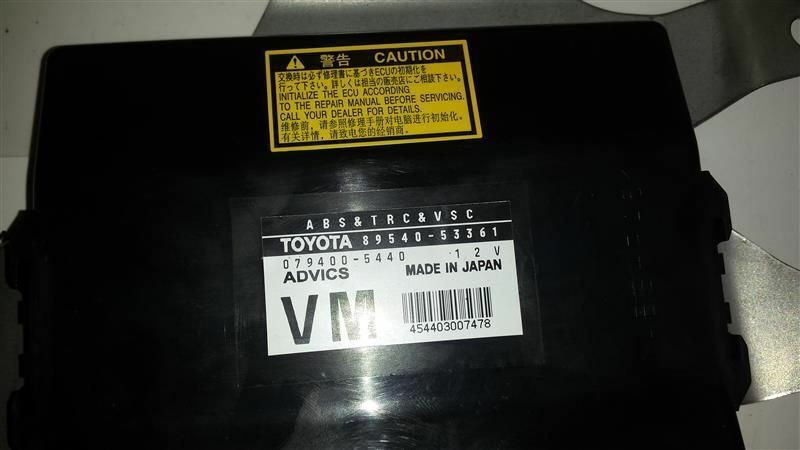 警告 CAUTION
交換時は必ず修理書に基づきECUの初期化を
行って下さい。詳しくは担当の販売店にご相談下さい。
INITIALIZE THE ECU ACCORDING
TO THE REPAIR MANUAL BEFORE SERVICING.
CALL YOUR DEALER FOR DETAILS.
维修前,请参照修理手册对电脑进行初始化。
有关详情,请致电您的经销商。
ABS&TRC&VSC
TOYOTA 89540-53361
079400-5440 12V
ADVICS MADE IN JAPAN
VM
454403007478